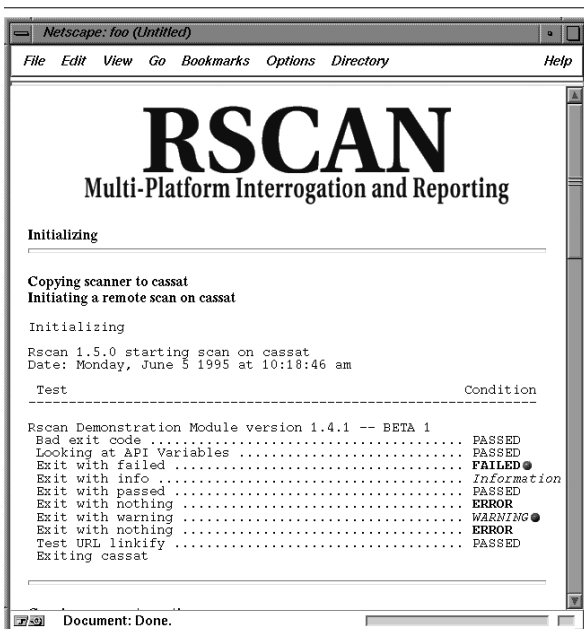 Netscape: foo (Untitled)
File Edit View Go Bookmarks Options Directory Help
RSCAN
Multi-Platform Interrogation and Reporting
Initializing
Copying scanner to cassat
Initiating a remote scan on cassat
Initializing
Rscan 1.5.0 starting scan on cassat
Date: Monday, June 5 1995 at 10:18:46 am
Test Condition
Rscan Demonstration Module version 1.4.1 -- BETA 1
Bad exit code .................................. PASSED
Looking at API Variables ....................... PASSED
Exit with failed ............................... FAILED
Exit with info ................................. Information
Exit with passed ............................... PASSED
Exit with nothing .............................. ERROR
Exit with warning .............................. WARNING
Exit with nothing .............................. ERROR
Test URL linkify ............................... PASSED
Exiting cassat
Document: Done.